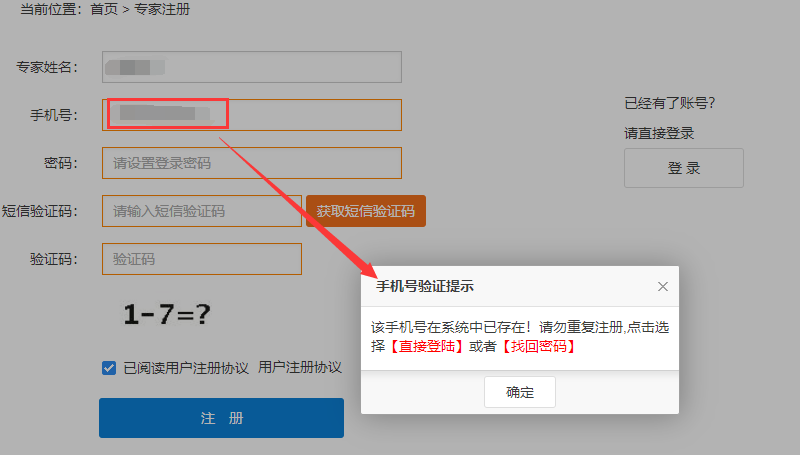 当前位置：首页 > 专家注册
专家姓名：
手机号：
已经有了账号？
请直接登录
登 录
密码：
请设置登录密码
短信验证码：
请输入短信验证码
获取短信验证码
验证码：
验证码
1-7=?
手机号验证提示
×
该手机号在系统中已存在！请勿重复注册,点击选
择【直接登陆】或者【找回密码】
确定
已阅读用户注册协议 用户注册协议
注 册